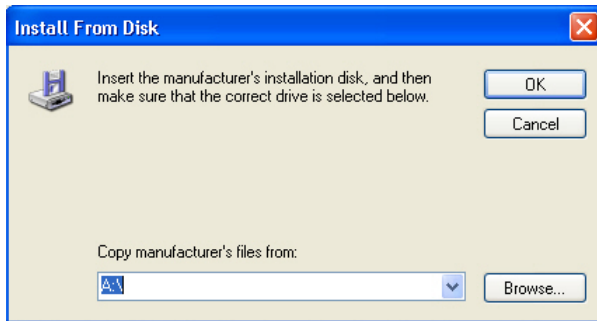 Install From Disk
Insert the manufacturer's installation disk, and then
make sure that the correct drive is selected below.
OK
Cancel
Copy manufacturer's files from:
A:\
Browse...